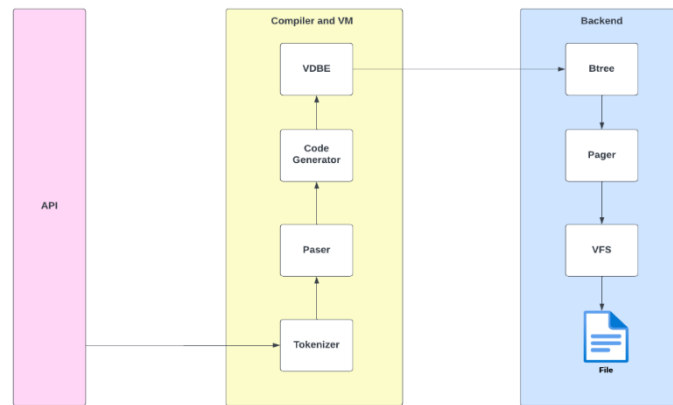 Compiler and VM
Backend
VDBE
Btree
Code
Generator
Pager
API
Paser
VFS
Tokenizer
File